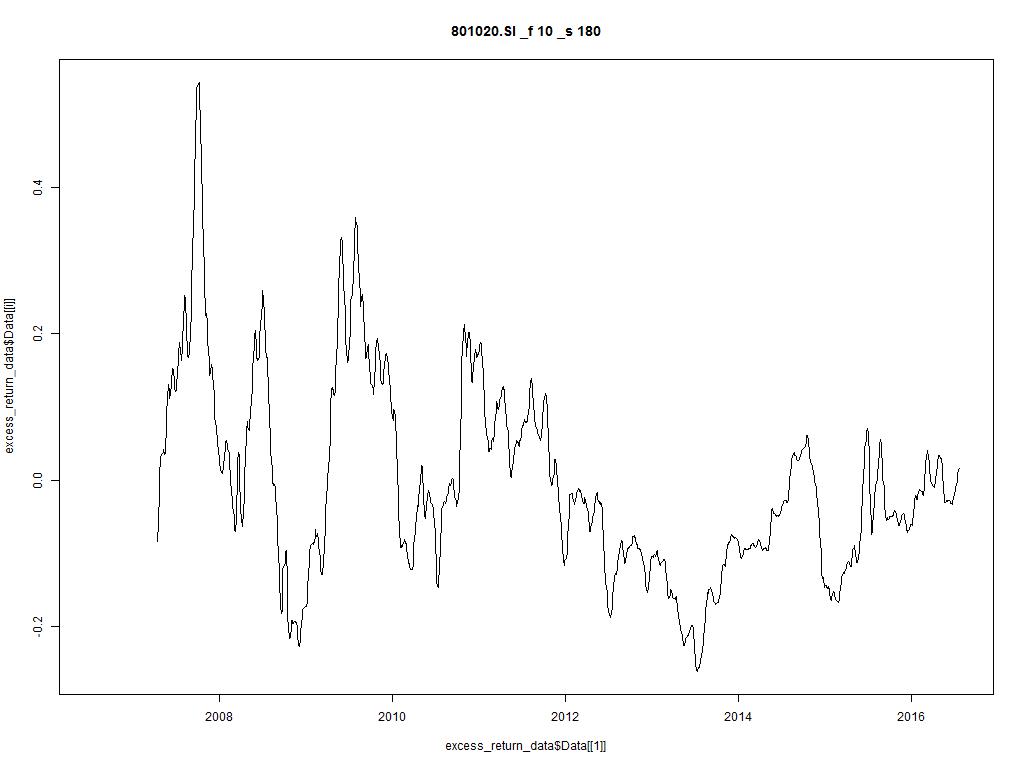 801020.SI _f 10 _s 180
excess_return_data$Data[[i]]
0.4
0.2
0.0
-0.2
2008 2010 2012 2014 2016
excess_return_data$Data[[1]]